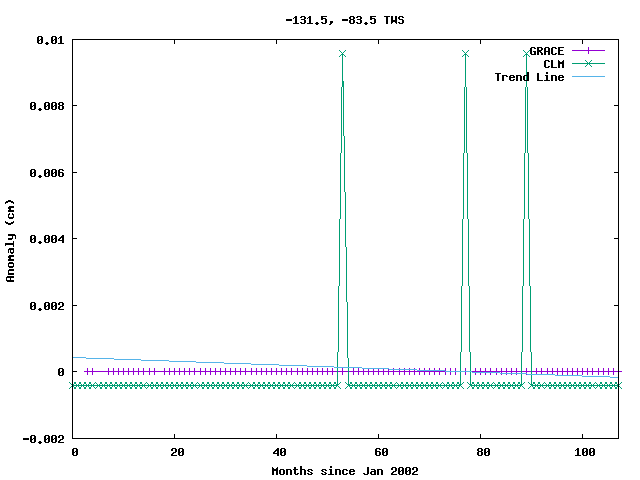 -131.5, -83.5 TWS
0.01
0.008
0.006
0.004
0.002
0
-0.002
Anomaly (cm)
GRACE
CLM
Trend Line
0 20 40 60 80 100
Months since Jan 2002